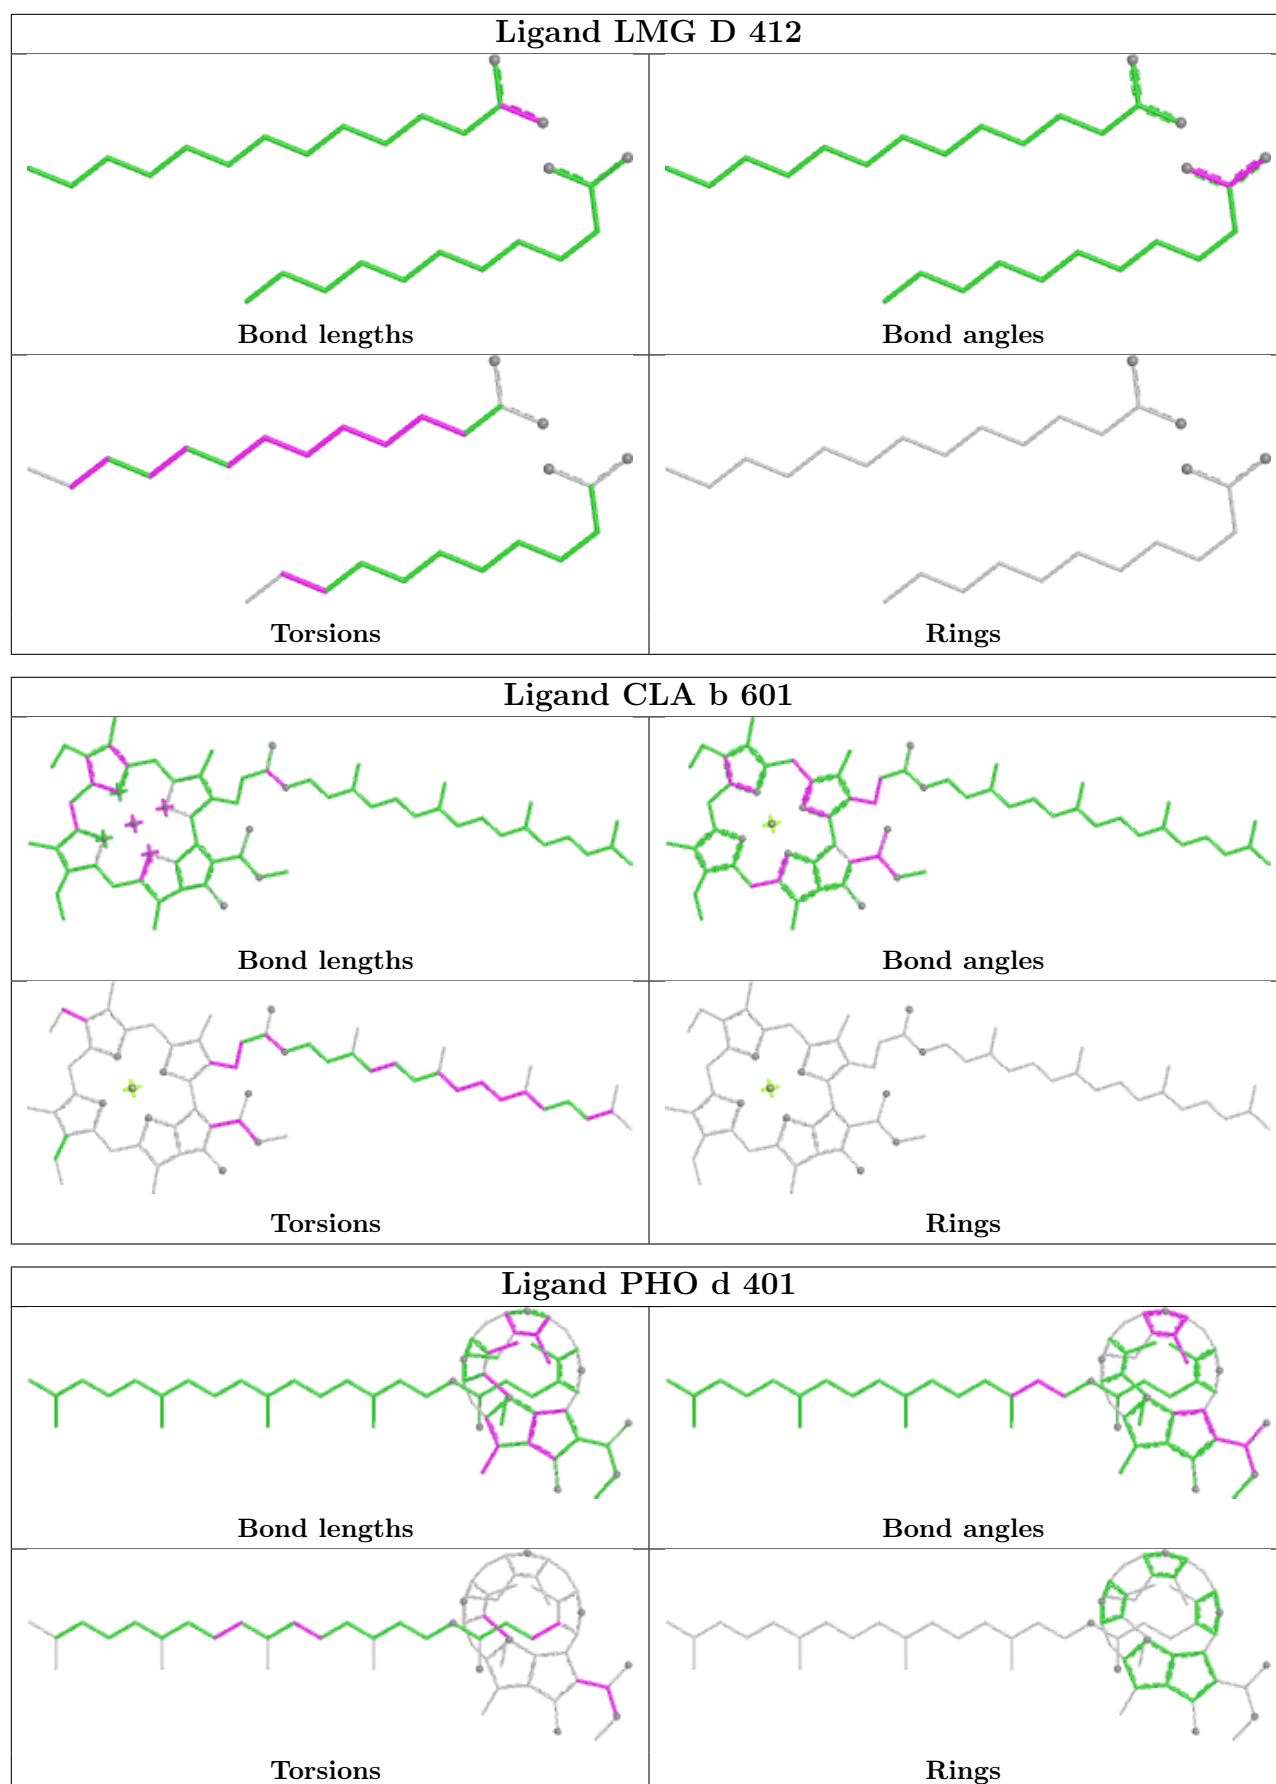 Ligand LMG D 412
Bond lengths
Bond angles
Torsions
Rings
Ligand CLA b 601
Bond lengths
Bond angles
Torsions
Rings
Ligand PHO d 401
Bond lengths
Bond angles
Torsions
Rings